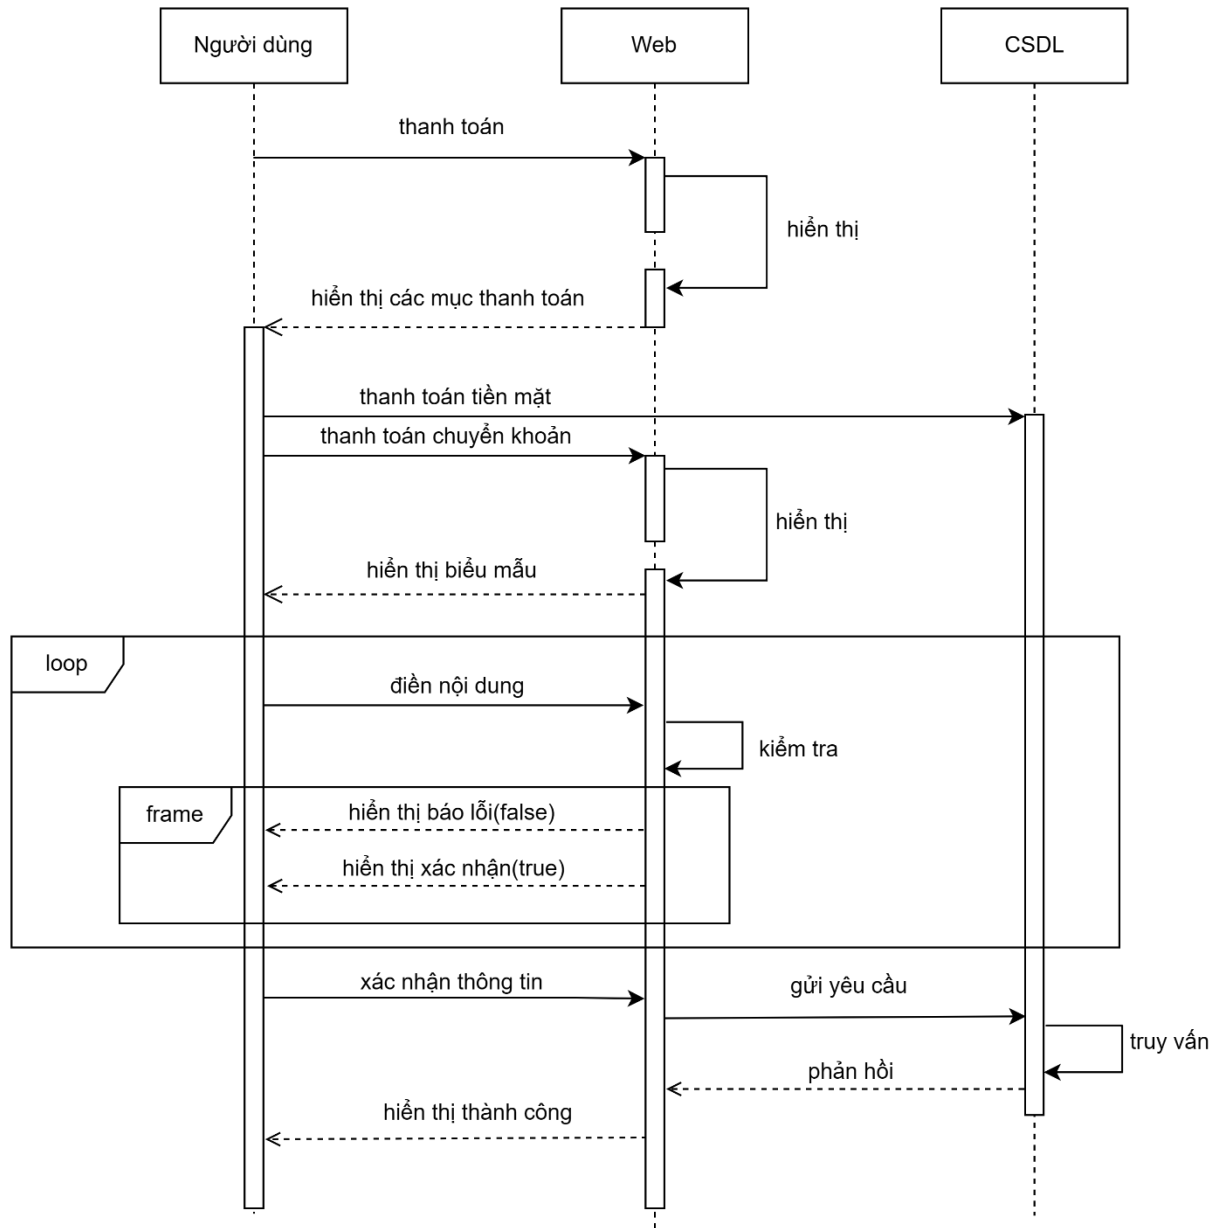 Người dùng
Web
CSDL
thanh toán
hiển thị
hiển thị các mục thanh toán
thanh toán tiền mặt
thanh toán chuyển khoản
hiển thị
hiển thị biểu mẫu
loop
điền nội dung
kiểm tra
frame
hiển thị báo lỗi(false)
hiển thị xác nhận(true)
xác nhận thông tin
gửi yêu cầu
truy vấn
phản hồi
hiển thị thành công